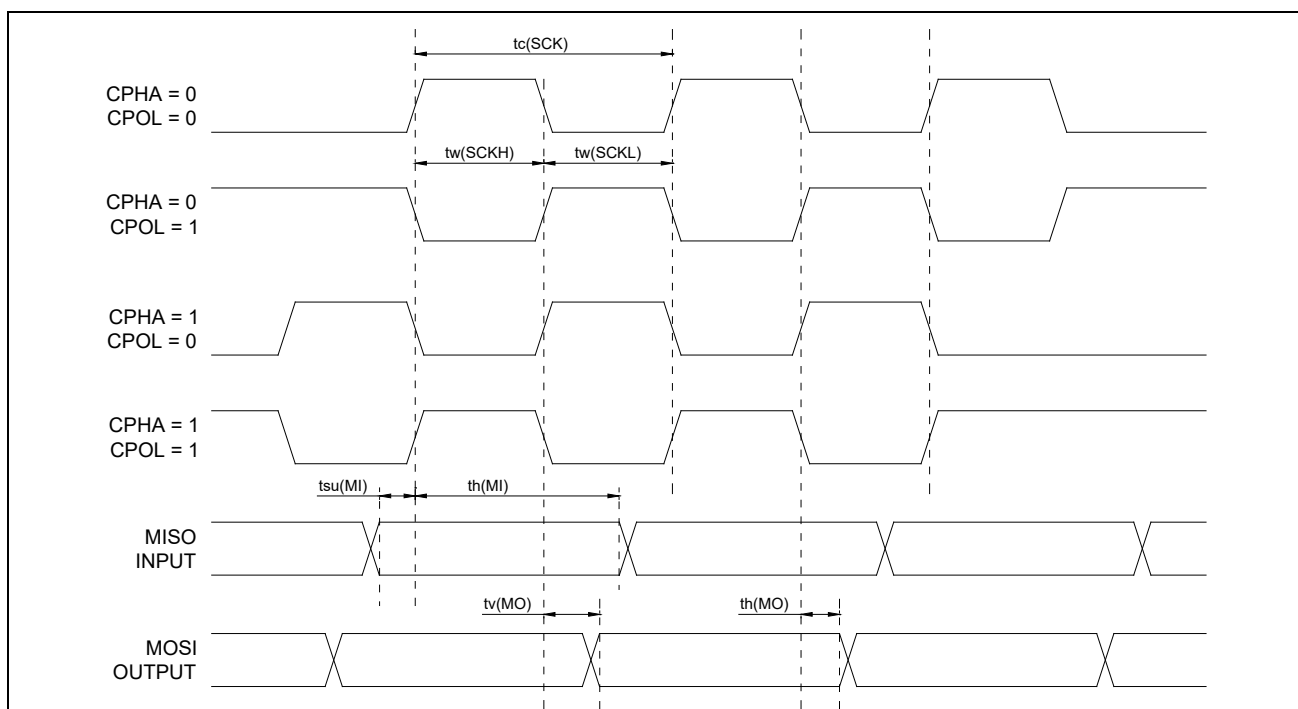 tc(SCK)
CPHA = 0
CPOL = 0
tw(SCKH)
tw(SCKL)
CPHA = 0
CPOL = 1
CPHA = 1
CPOL = 0
CPHA = 1
CPOL = 1
tsu(MI)
th(MI)
MISO
INPUT
tv(MO)
th(MO)
MOSI
OUTPUT